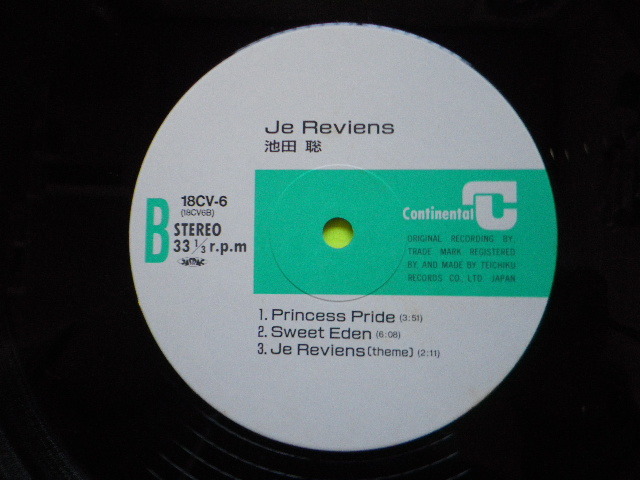 Je Reviens
池田 聡
18CV-6
(18CV6B)
B
STEREO
33 1/3 r.p.m
Continental
ORIGINAL RECORDING BY,
TRADE MARK REGISTERED
BY, AND MADE BY TEICHIKU
RECORDS CO., LTD JAPAN
1. Princess Pride (3:51)
2. Sweet Eden (6:08)
3. Je Reviens[theme] (2:11)